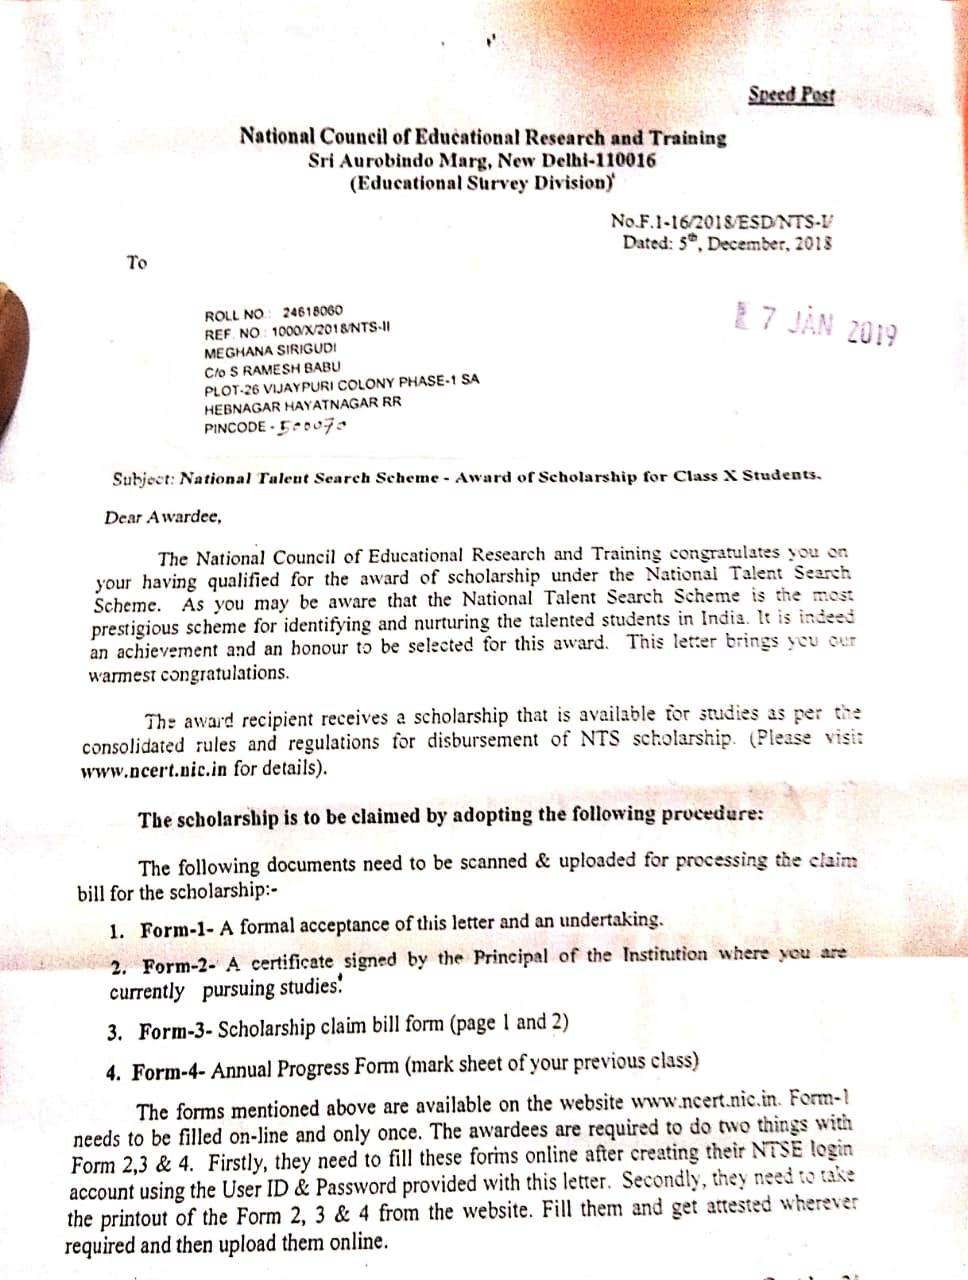 Speed Post
National Council of Educational Research and Training
Sri Aurobindo Marg, New Delhi-110016
(Educational Survey Division)
No.F.1-16/2018/ESD/NTS-I/
Dated: 5th, December, 2018
To
7 JAN 2019
ROLL NO.: 24618060
REF. NO.: 1000/X/2018/NTS-II
MEGHANA SIRIGUDI
C/o S RAMESH BABU
PLOT-26 VIJAYPURI COLONY PHASE-1 SA
HEBNAGAR HAYATNAGAR RR
PINCODE - 500070
Subject: National Talent Search Scheme - Award of Scholarship for Class X Students.
Dear Awardee,
The National Council of Educational Research and Training congratulates you on
your having qualified for the award of scholarship under the National Talent Search
Scheme. As you may be aware that the National Talent Search Scheme is the most
prestigious scheme for identifying and nurturing the talented students in India. It is indeed
an achievement and an honour to be selected for this award. This letter brings you our
warmest congratulations.
The award recipient receives a scholarship that is available for studies as per the
consolidated rules and regulations for disbursement of NTS scholarship. (Please visit
www.ncert.nic.in for details).
The scholarship is to be claimed by adopting the following procedure:
The following documents need to be scanned & uploaded for processing the claim
bill for the scholarship:-
1. Form-1- A formal acceptance of this letter and an undertaking.
2. Form-2- A certificate signed by the Principal of the Institution where you are
currently pursuing studies.
3. Form-3- Scholarship claim bill form (page 1 and 2)
4. Form-4- Annual Progress Form (mark sheet of your previous class)
The forms mentioned above are available on the website www.ncert.nic.in. Form-1
needs to be filled on-line and only once. The awardees are required to do two things with
Form 2,3 & 4. Firstly, they need to fill these forms online after creating their NTSE login
account using the User ID & Password provided with this letter. Secondly, they need to take
the printout of the Form 2, 3 & 4 from the website. Fill them and get attested wherever
required and then upload them online.